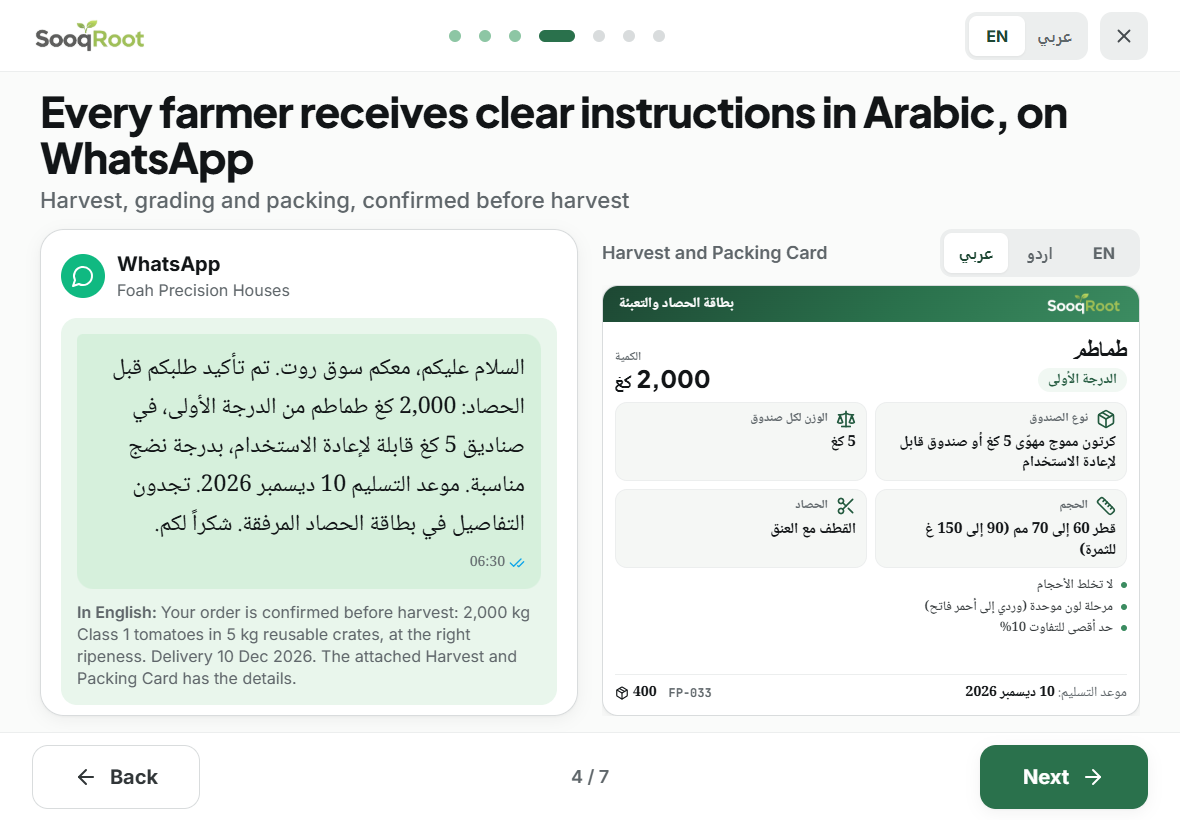 SooqRoot
EN
عربي
Every farmer receives clear instructions in Arabic, on
WhatsApp
Harvest, grading and packing, confirmed before harvest
WhatsApp
Foah Precision Houses
السلام عليكم، معكم سوق روت. تم تأكيد طلبكم قبل
الحصاد: 2,000 كغ طماطم من الدرجة الأولى، في
صناديق 5 كغ قابلة لإعادة الاستخدام، بدرجة نضج
مناسبة. موعد التسليم 10 ديسمبر 2026. تجدون
التفاصيل في بطاقة الحصاد المرفقة. شكراً لكم.
06:30
In English: Your order is confirmed before harvest: 2,000 kg
Class 1 tomatoes in 5 kg reusable crates, at the right
ripeness. Delivery 10 Dec 2026. The attached Harvest and
Packing Card has the details.
Harvest and Packing Card
عربي
اردو
EN
بطاقة الحصاد والتعبئة
SooqRoot
طماطم
الدرجة الأولى
الكمية
2,000 كغ
نوع الصندوق
كرتون مموج مهوّى 5 كغ أو صندوق قابل
لإعادة الاستخدام
الوزن لكل صندوق
5 كغ
الحجم
قطر 60 إلى 70 مم (90 إلى 150 غ
للثمرة)
الحصاد
القطف مع العنق
لا تخلط الأحجام
مرحلة لون موحدة (وردي إلى أحمر فاتح)
حد أقصى للتفاوت 10%
موعد التسليم: 10 ديسمبر 2026
400 FP-033
Back
4 / 7
Next